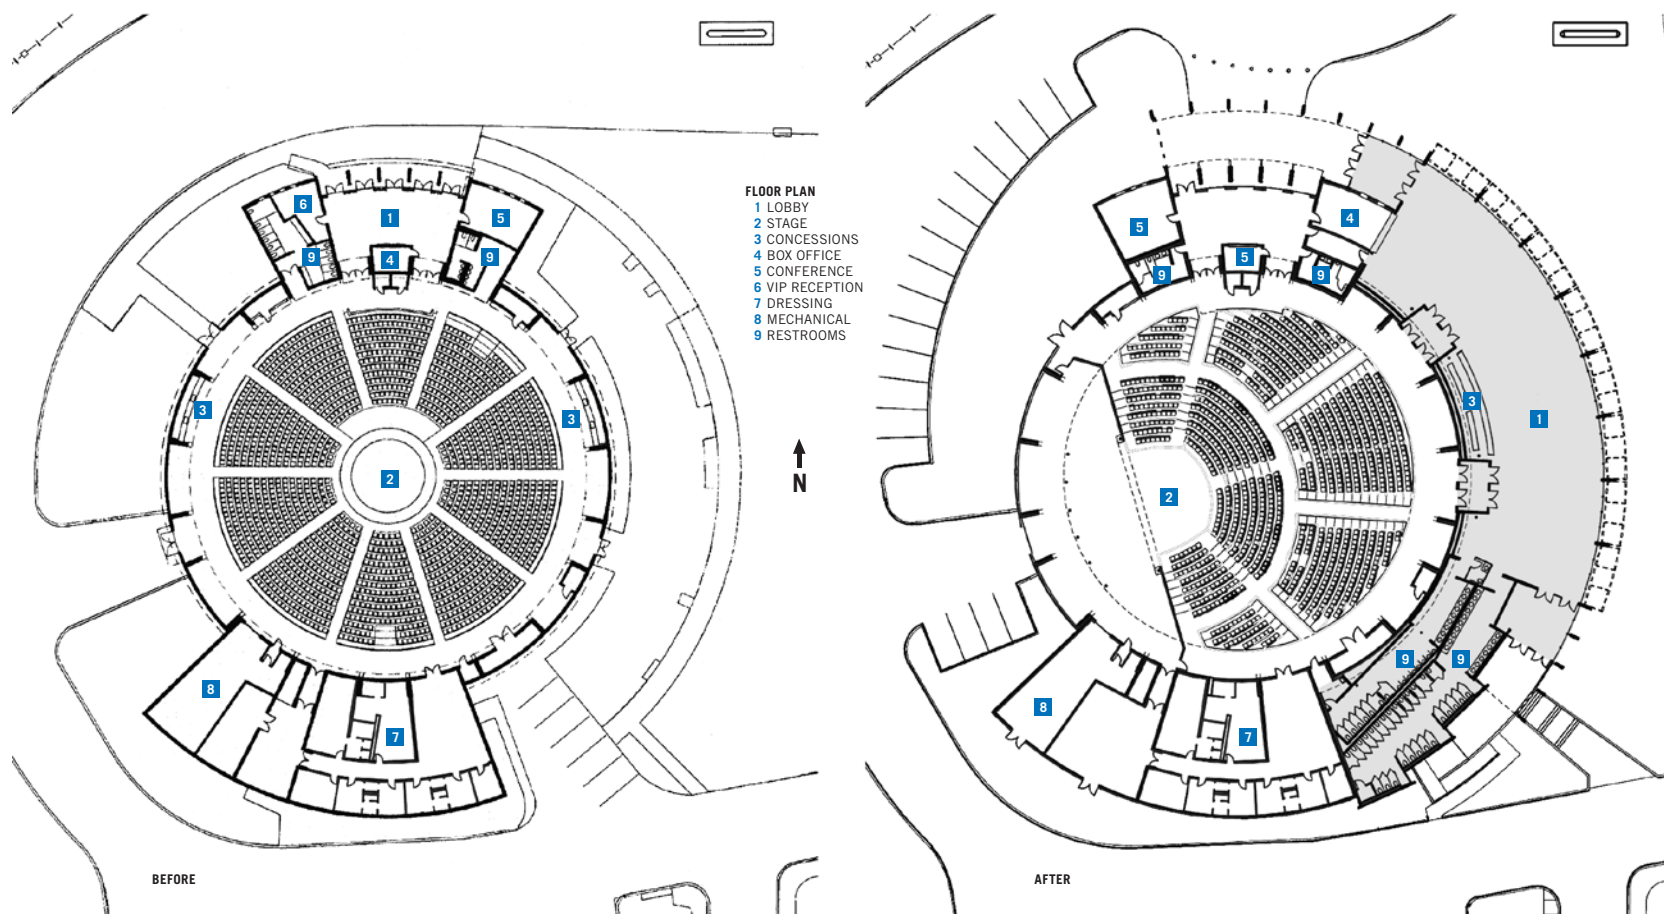 FLOOR PLAN
1 LOBBY
2 STAGE
3 CONCESSIONS
4 BOX OFFICE
5 CONFERENCE
6 VIP RECEPTION
7 DRESSING
8 MECHANICAL
9 RESTROOMS
N
6
1
5
9
4
9
3
3
2
8
7
BEFORE
5
4
9
5
9
3
1
2
9
9
8
7
AFTER